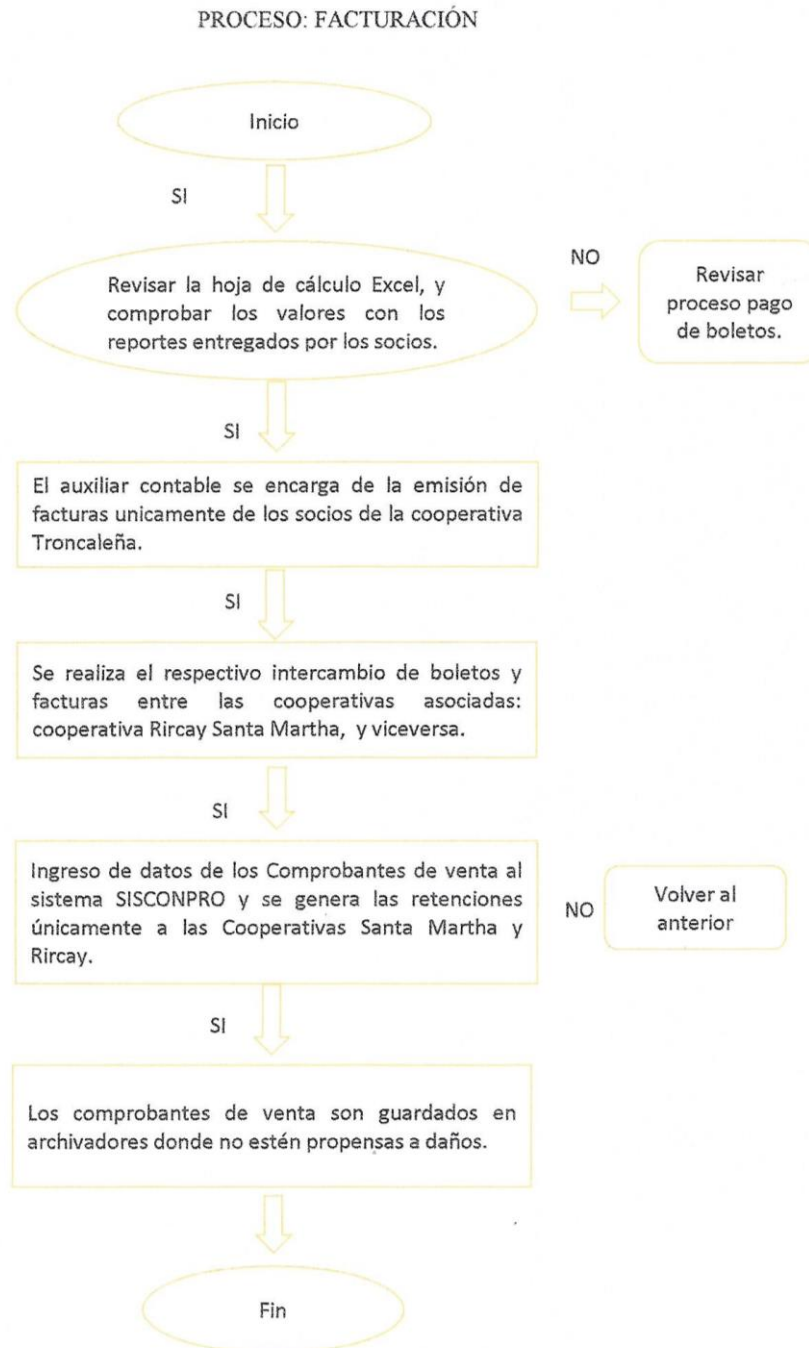 PROCESO: FACTURACIÓN
Inicio
SI
Revisar la hoja de cálculo Excel, y
comprobar los valores con los
reportes entregados por los socios.
NO
Revisar
proceso pago
de boletos.
SI
El auxiliar contable se encarga de la emisión de
facturas unicamente de los socios de la cooperativa
Troncaleña.
SI
Se realiza el respectivo intercambio de boletos y
facturas entre las cooperativas asociadas:
cooperativa Rircay Santa Martha, y viceversa.
SI
Ingreso de datos de los Comprobantes de venta al
sistema SISCONPRO y se genera las retenciones
únicamente a las Cooperativas Santa Martha y
Rircay.
NO
Volver al
anterior
SI
Los comprobantes de venta son guardados en
archivadores donde no estén propensas a daños.
Fin